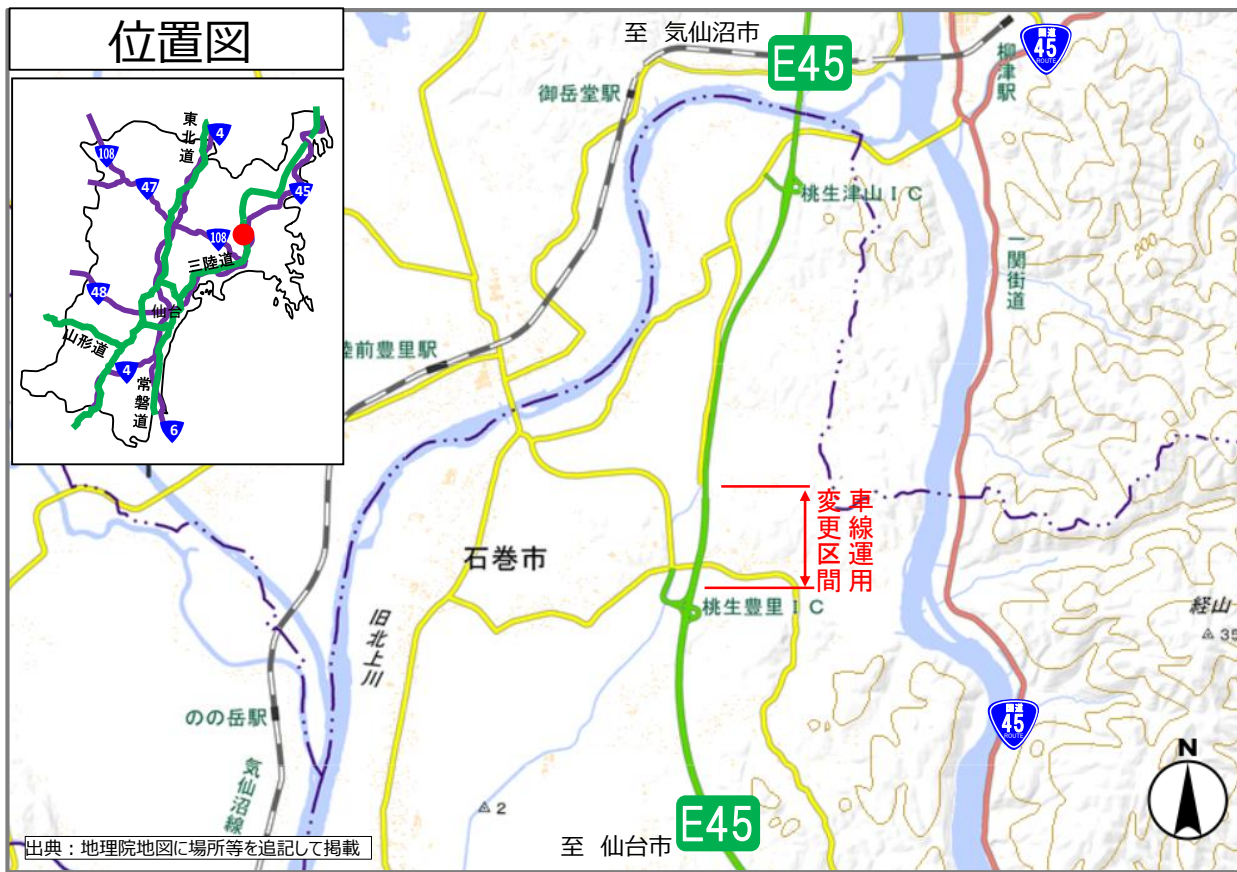 位置図
東北道
4
108
47
45
108
三陸道
48
仙台
山形道
4
常磐道
6
至 気仙沼市
E45
国道
45
ROUTE
柳津駅
御岳堂駅
桃生津山IC
一関街道
200
陸前豊里駅
車線運用
変更区間
石巻市
桃生豊里IC
経山
35
旧北上川
のの岳駅
国道
45
ROUTE
気仙沼線
2
N
E45
至 仙台市
出典：地理院地図に場所等を追記して掲載